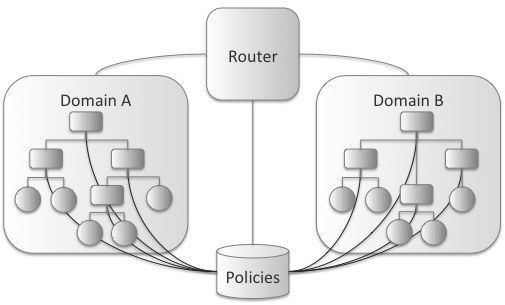 Router
Domain A
Domain B
Policies